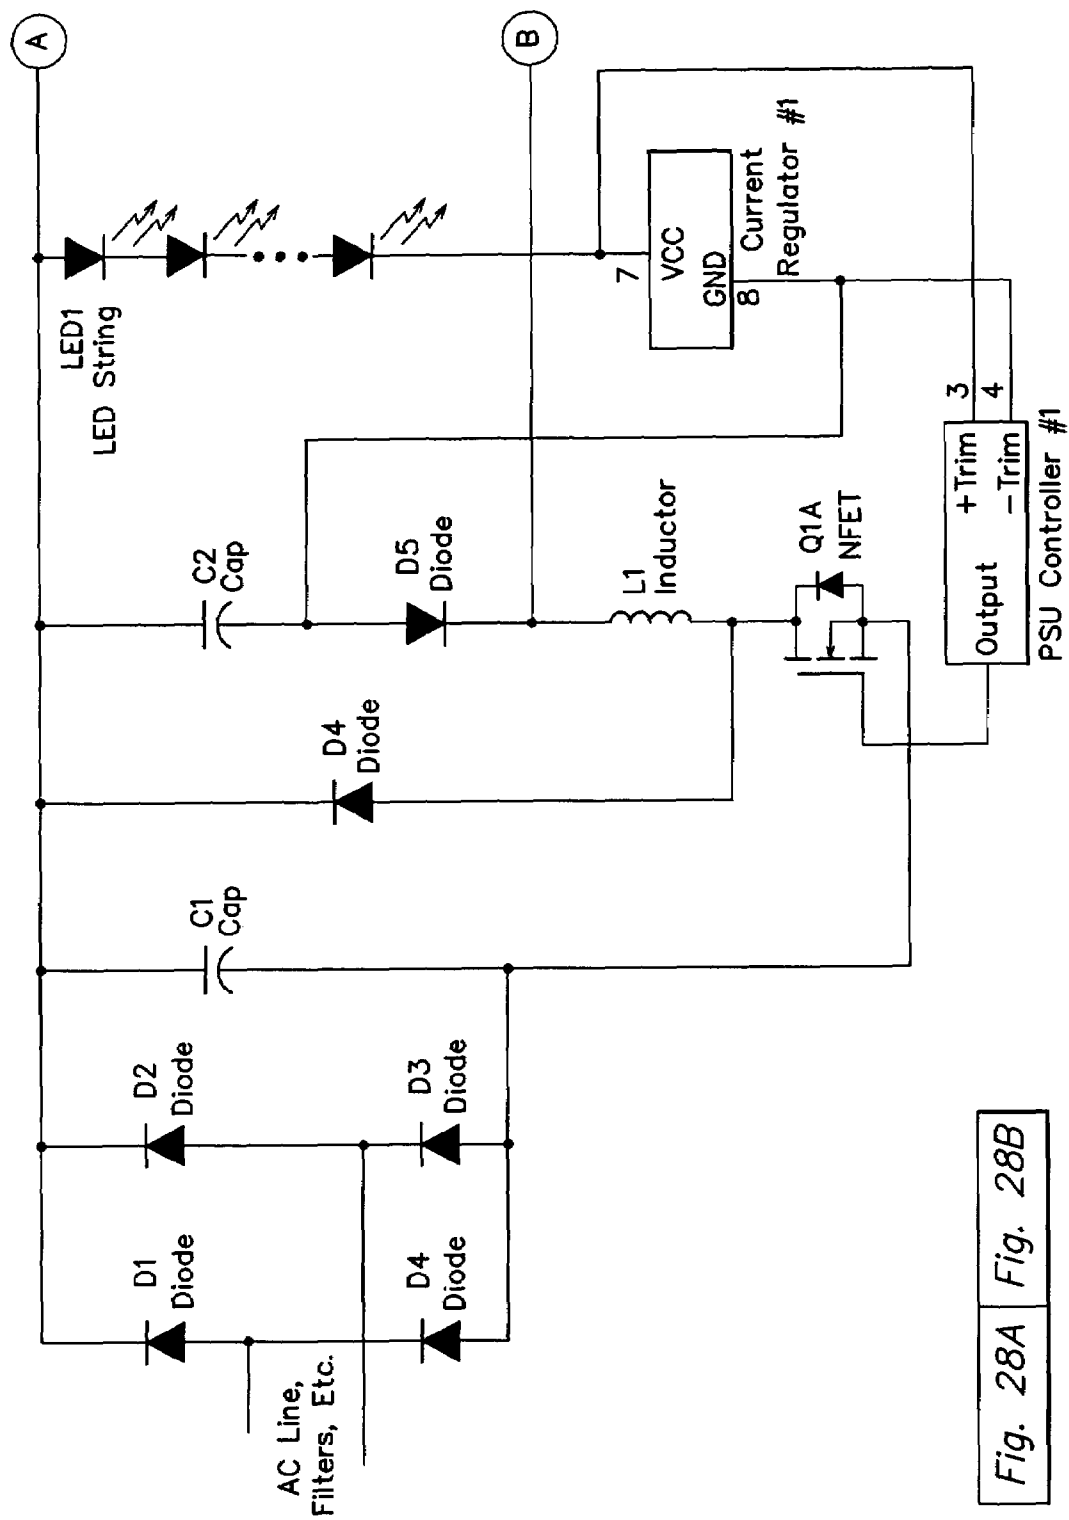 A
B
LED1
LED String
C2
Cap
D5
Diode
L1
Inductor
D4
Diode
C1
Cap
D2
Diode
D3
Diode
D1
Diode
D4
Diode
AC Line,
Filters, Etc.
7
VCC
GND
8
Current
Regulator #1
Q1A
NFET
Output
+Trim
-Trim
3
4
PSU Controller #1
Fig. 28A Fig. 28B